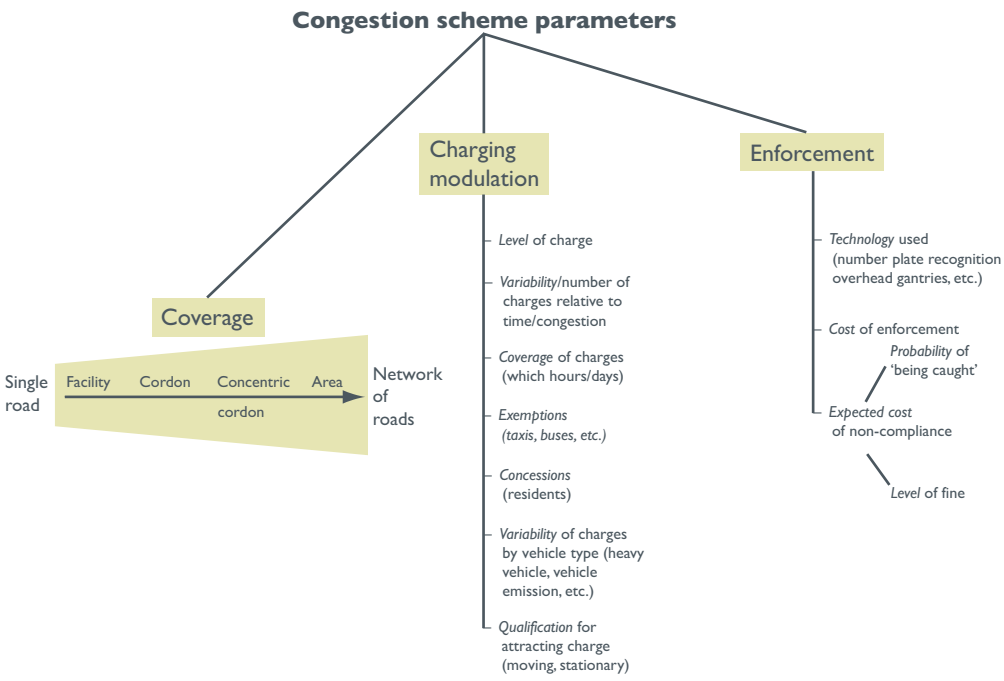 Congestion scheme parameters
Coverage
Single
road
Facility Cordon Concentric Area
cordon
Network
of
roads
Charging
modulation
Level of charge
Variability/number of
charges relative to
time/congestion
Coverage of charges
(which hours/days)
Exemptions
(taxis, buses, etc.)
Concessions
(residents)
Variability of charges
by vehicle type (heavy
vehicle, vehicle
emission, etc.)
Qualification for
attracting charge
(moving, stationary)
Enforcement
Technology used
(number plate recognition
overhead gantries, etc.)
Cost of enforcement
Probability of
‘being caught’
Expected cost
of non-compliance
Level of fine